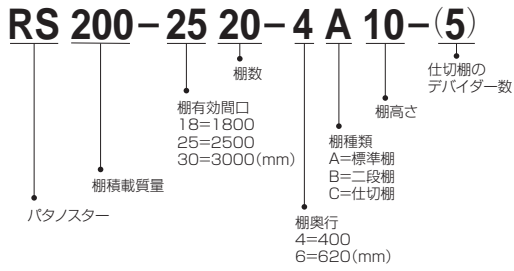 RS 200-25 20-4 A 10-(5)
仕切棚の
デバイダー数
棚数
棚高さ
棚有効間口
18=1800
25=2500
30=3000(mm)
棚種類
A=標準棚
B=二段棚
C=仕切棚
棚積載質量
パタノスター
棚奥行
4=400
6=620(mm)